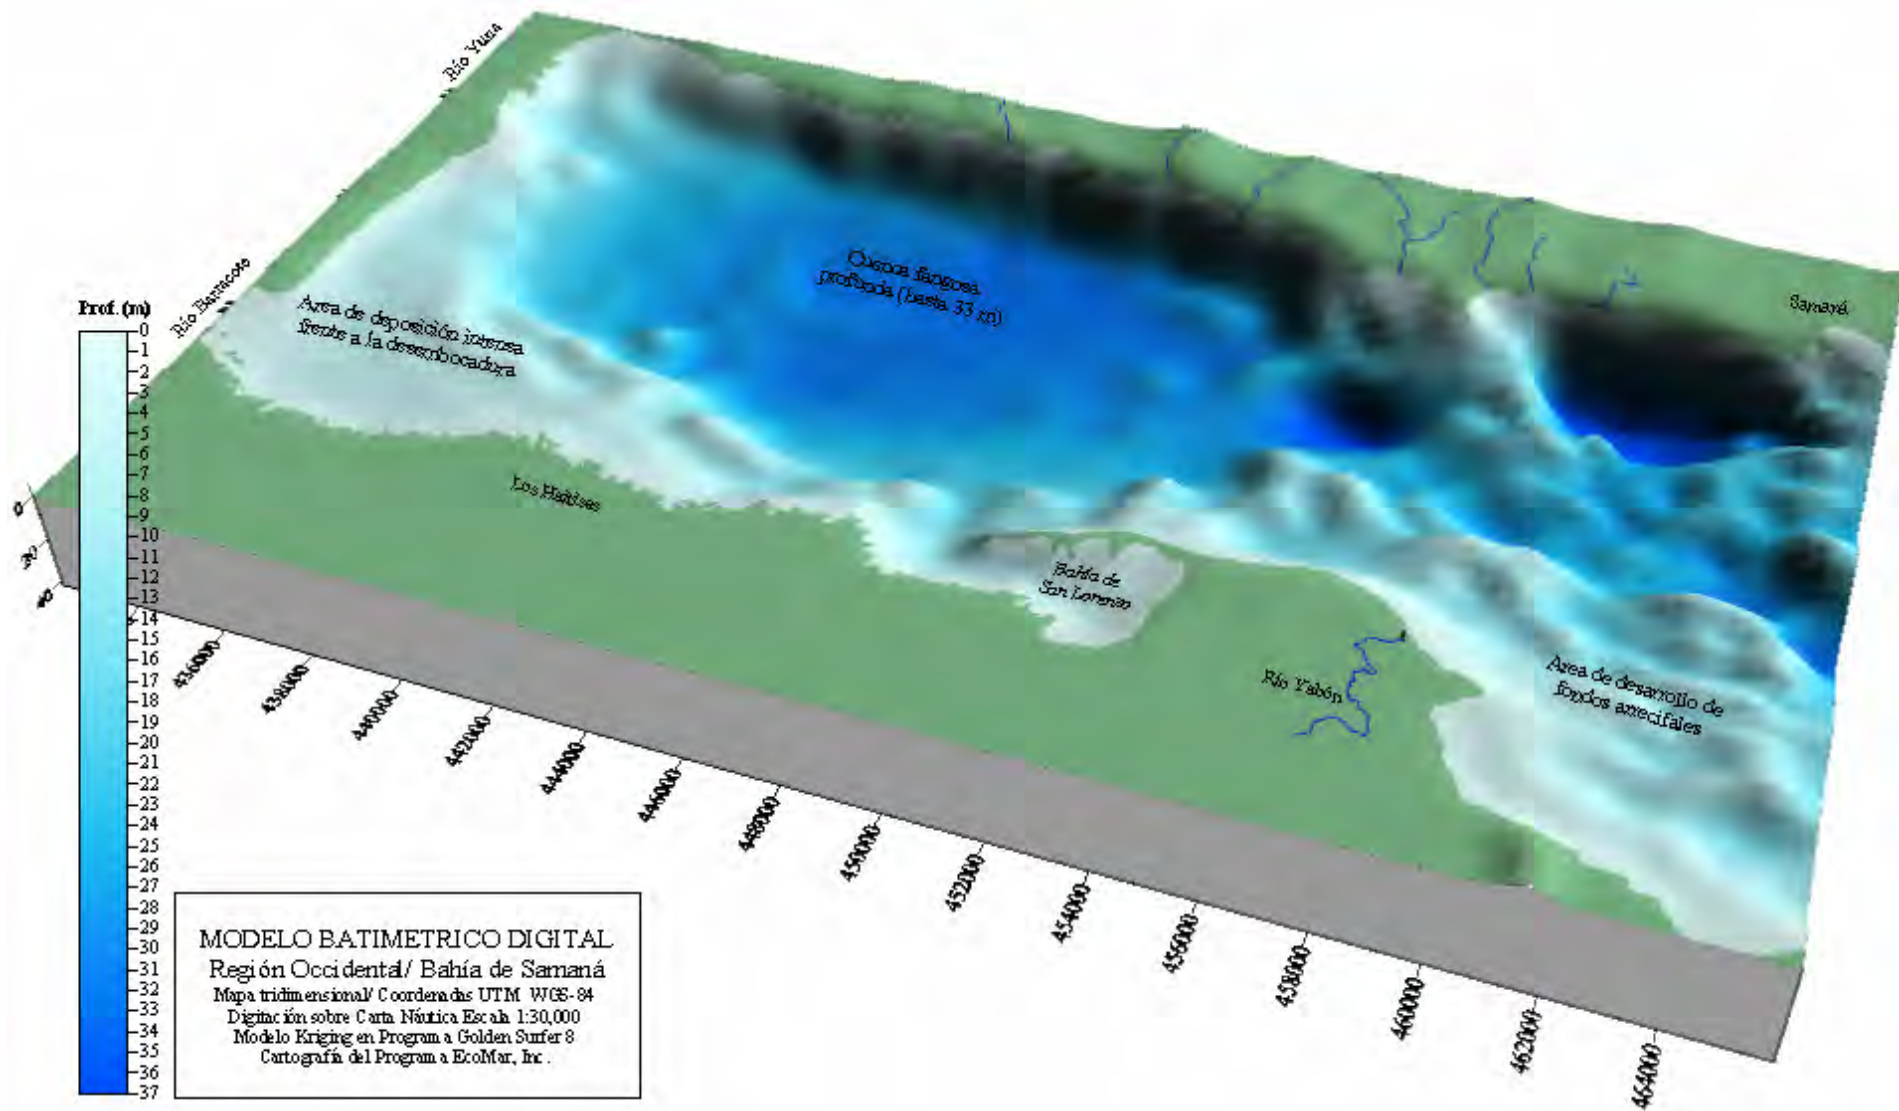 Río Yuna
Río Barracote
Samaná
Cuenca fangosa
profunda (hasta 33 m)
Area de deposición intensa
frente a la desembocadura
Los Haitises
Bahía de
San Lorenzo
Río Yabón
Area de desarrollo de
fondos arrecifales
Prof. (m)
0
-1
-2
-3
-4
-5
-6
-7
-8
-9
-10
-11
-12
-13
-14
-15
-16
-17
-18
-19
-20
-21
-22
-23
-24
-25
-26
-27
-28
-29
-30
-31
-32
-33
-34
-35
-36
-37
0
436000
438000
440000
442000
444000
446000
448000
450000
452000
454000
456000
458000
460000
462000
464000
MODELO BATIMETRICO DIGITAL
Región Occidental/ Bahía de Samaná
Mapa tridimensional/ Coordenadas UTM WGS-84
Digitación sobre Carta Náutica Escala 1:30,000
Modelo Kriging en Programa Golden Surfer 8
Cartografía del Programa EcoMar, Inc.